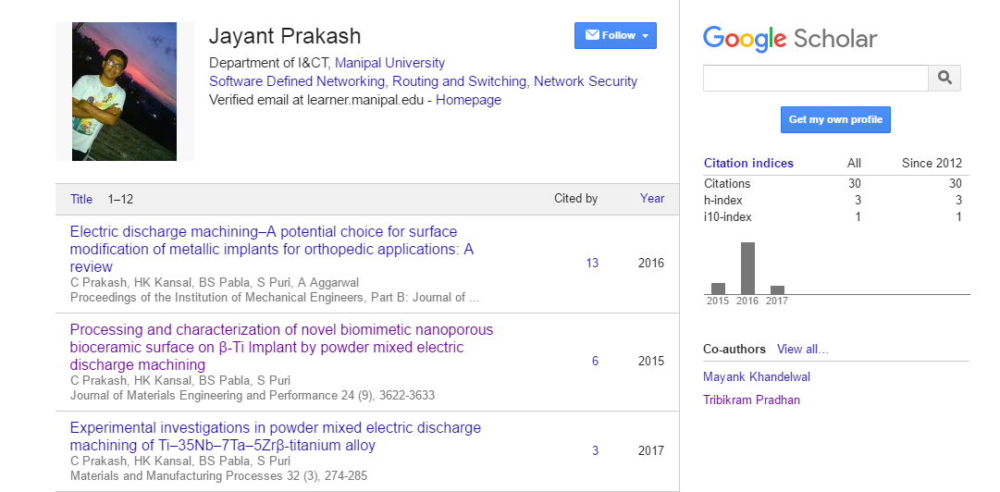 Jayant Prakash
Follow
Department of I&CT, Manipal University
Software Defined Networking, Routing and Switching, Network Security
Verified email at learner.manipal.edu - Homepage
Title 1–12 Cited by Year
Electric discharge machining–A potential choice for surface
modification of metallic implants for orthopedic applications: A
review
C Prakash, HK Kansal, BS Pabla, S Puri, A Aggarwal
Proceedings of the Institution of Mechanical Engineers, Part B: Journal of ...
13 2016
Processing and characterization of novel biomimetic nanoporous
bioceramic surface on β-Ti Implant by powder mixed electric
discharge machining
C Prakash, HK Kansal, BS Pabla, S Puri
Journal of Materials Engineering and Performance 24 (9), 3622-3633
6 2015
Experimental investigations in powder mixed electric discharge
machining of Ti–35Nb–7Ta–5Zrβ-titanium alloy
C Prakash, HK Kansal, BS Pabla, S Puri
Materials and Manufacturing Processes 32 (3), 274-285
3 2017
Google Scholar
Get my own profile
Citation indices All Since 2012
Citations 30 30
h-index 3 3
i10-index 1 1
2015 2016 2017
Co-authors View all...
Mayank Khandelwal
Tribikram Pradhan